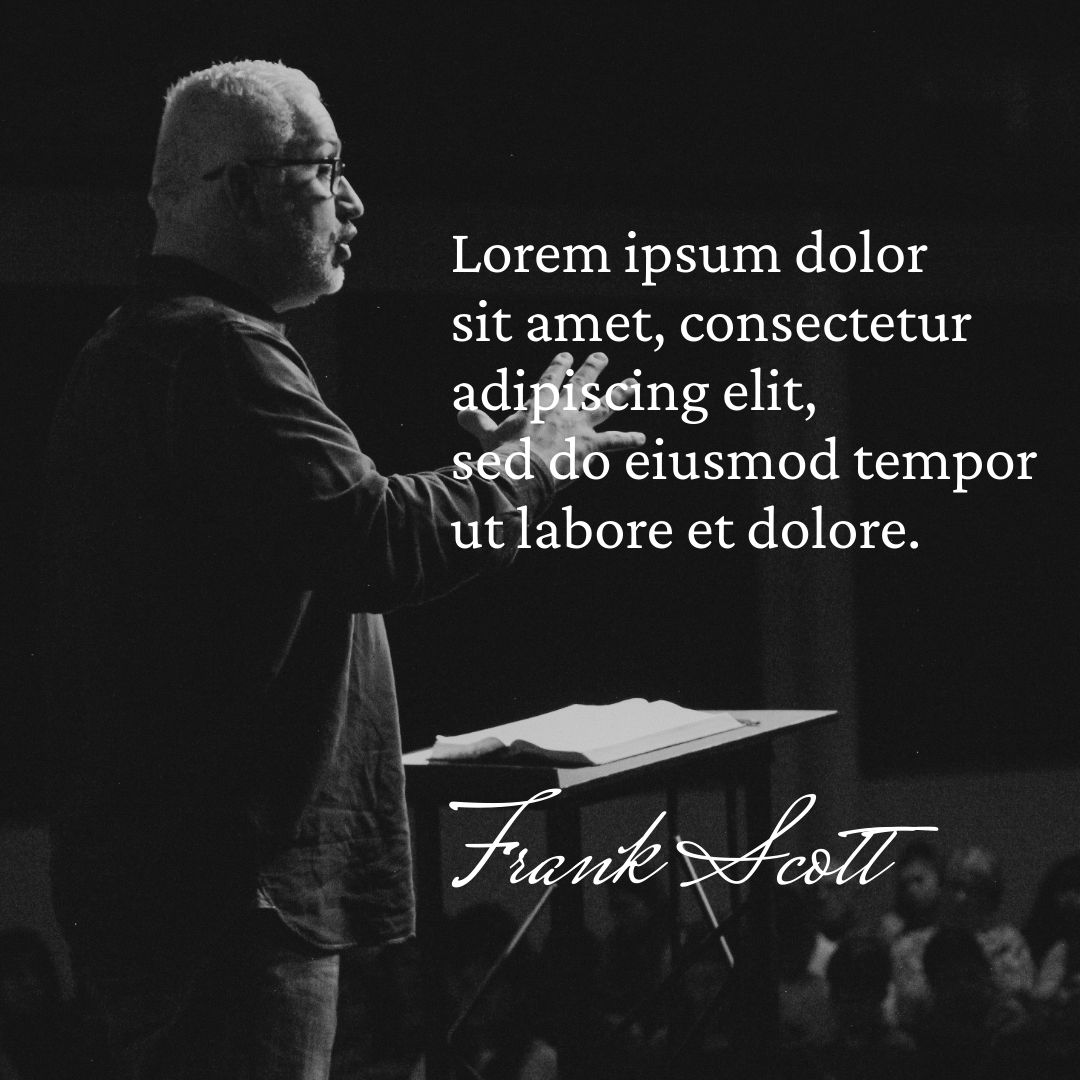 Lorem ipsum dolor
sit amet, consectetur
adipiscing elit,
sed do eiusmod tempor
ut labore et dolore.
Frank Scott